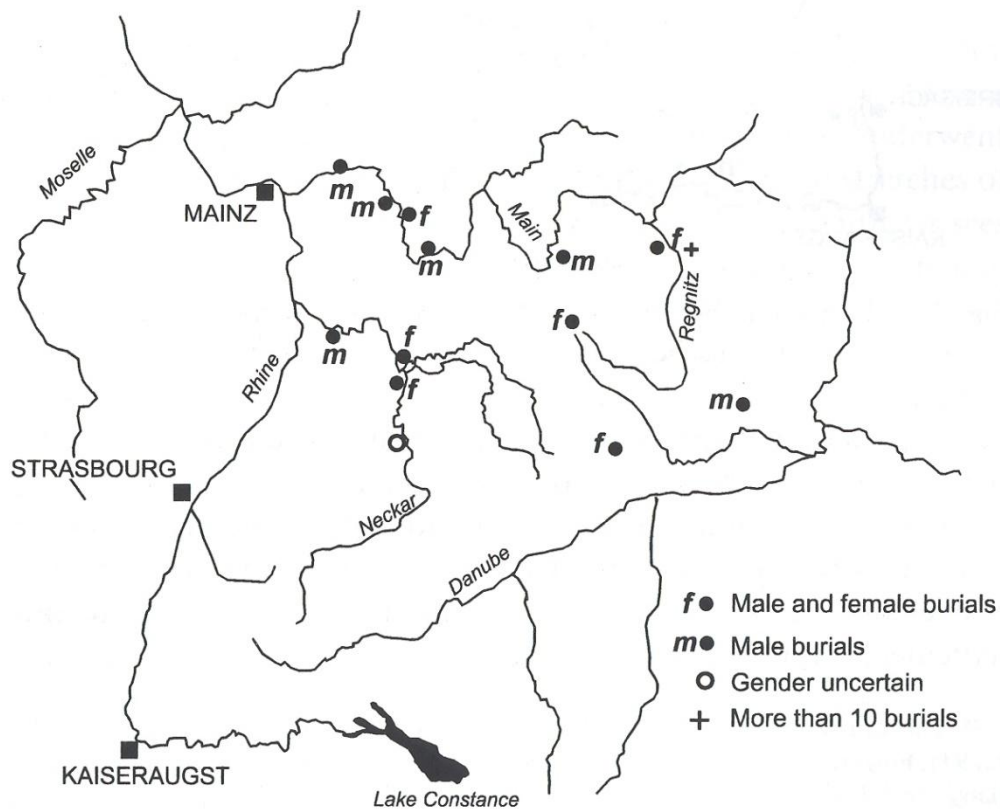 Moselle
MAINZ
m
m
f
m
Main
m
f+
Regnitz
f
m
f
f
m
f
Rhine
STRASBOURG
Neckar
Danube
KAISERAUGST
Lake Constance
f Male and female burials
m Male burials
Gender uncertain
+ More than 10 burials